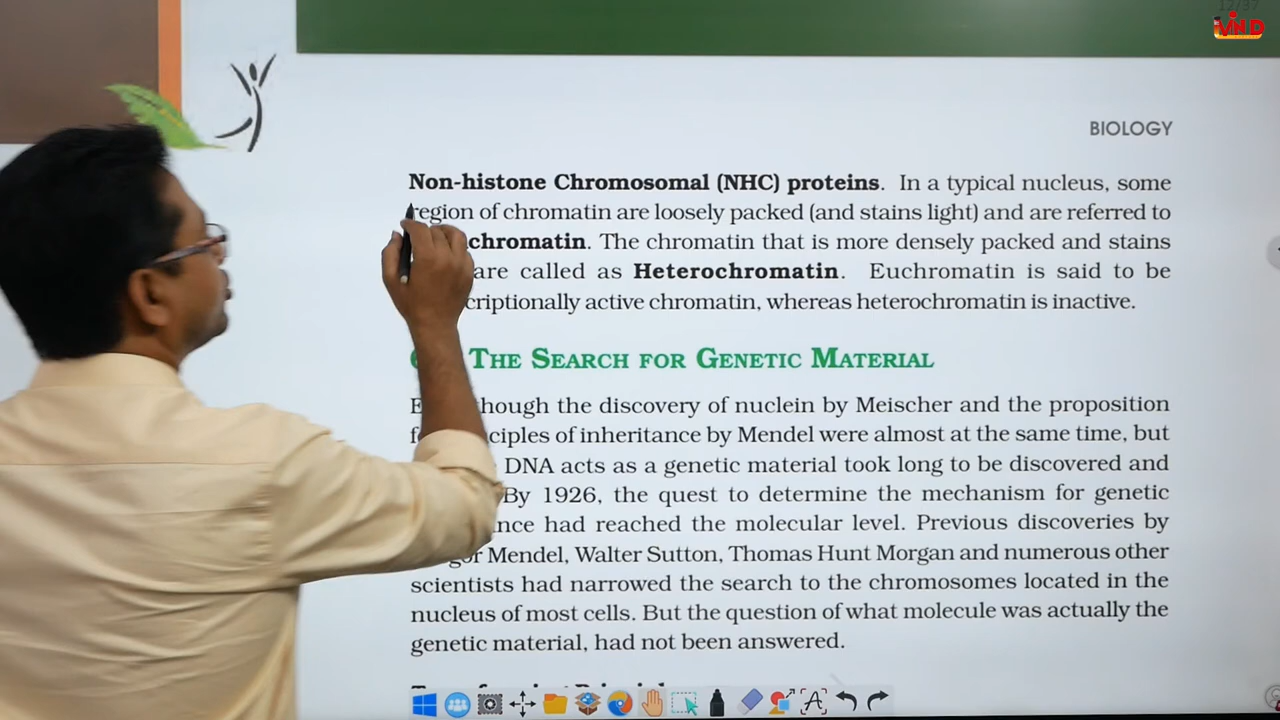 12/37
ViND
BIOLOGY
Non-histone Chromosomal (NHC) proteins. In a typical nucleus, some
region of chromatin are loosely packed (and stains light) and are referred to
chromatin. The chromatin that is more densely packed and stains
are called as Heterochromatin. Euchromatin is said to be
criptionally active chromatin, whereas heterochromatin is inactive.
THE SEARCH FOR GENETIC MATERIAL
hough the discovery of nuclein by Meischer and the proposition
ciples of inheritance by Mendel were almost at the same time, but
DNA acts as a genetic material took long to be discovered and
By 1926, the quest to determine the mechanism for genetic
nce had reached the molecular level. Previous discoveries by
or Mendel, Walter Sutton, Thomas Hunt Morgan and numerous other
scientists had narrowed the search to the chromosomes located in the
nucleus of most cells. But the question of what molecule was actually the
genetic material, had not been answered.